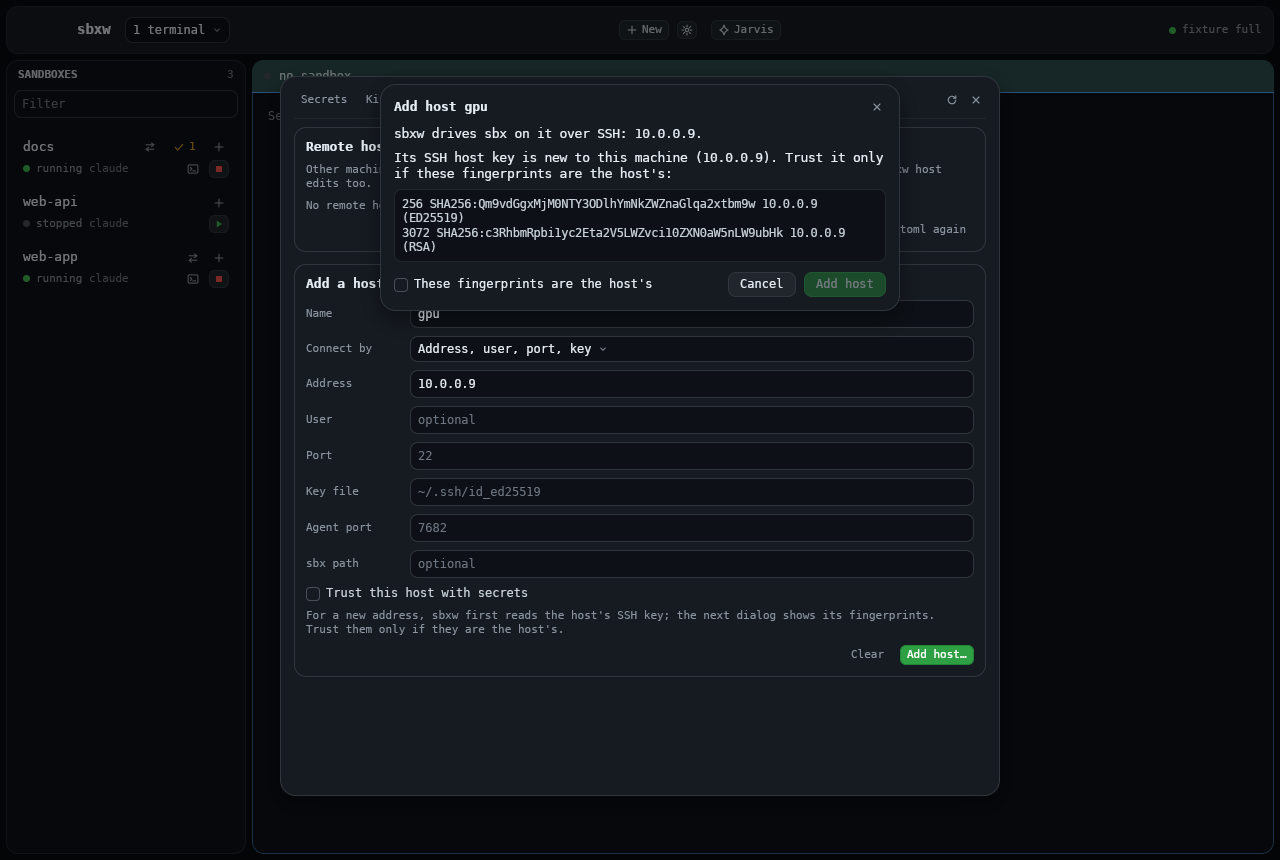 sbxw
1 terminal
New
Jarvis
fixture full
SANDBOXES 3
Filter
docs 1
running claude
web-api
stopped claude
web-app
running claude
no sandbox
Secrets
Add host gpu
sbxw drives sbx on it over SSH: 10.0.0.9.
Its SSH host key is new to this machine (10.0.0.9). Trust it only
if these fingerprints are the host's:
256 SHA256:Qm9vdGgxMjM0NTY3ODlhYmNkZWZnaGlqa2xtbm9w 10.0.0.9
(ED25519)
3072 SHA256:c3RhbmRpbi1yc2Eta2V5LWZvci10ZXN0aW5nLW9ubHk 10.0.0.9
(RSA)
These fingerprints are the host's
Cancel
Add host
Remote hos
Other machin
xw host
edits too.
No remote h
toml again
Add a host
Name gpu
Connect by Address, user, port, key
Address 10.0.0.9
User optional
Port 22
Key file ~/.ssh/id_ed25519
Agent port 7682
sbx path optional
Trust this host with secrets
For a new address, sbxw first reads the host's SSH key; the next dialog shows its fingerprints.
Trust them only if they are the host's.
Clear
Add host…